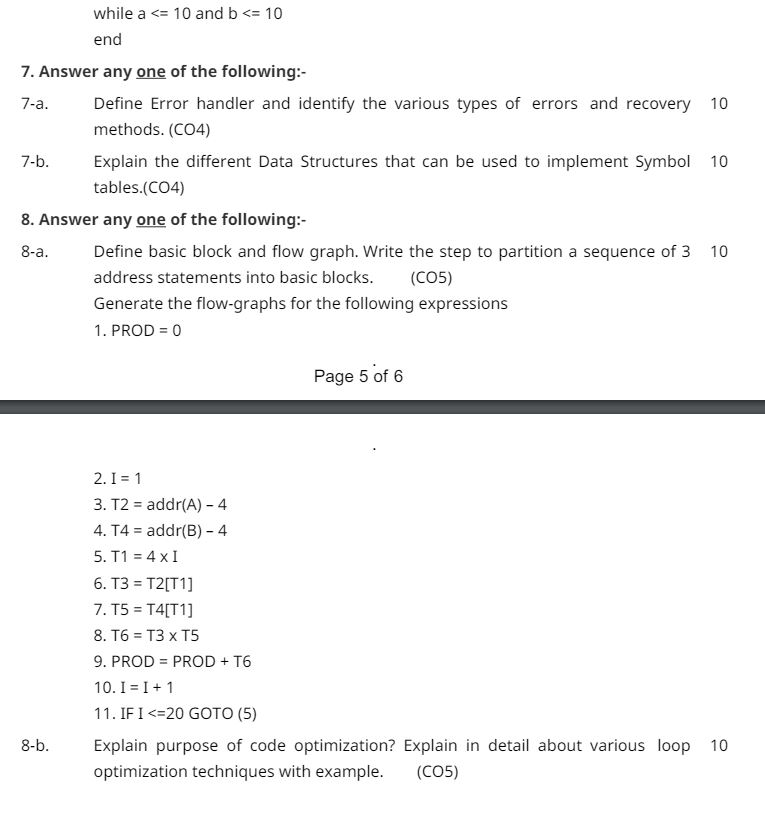 while a <= 10 and b <= 10
end
7. Answer any one of the following:-
7-a. Define Error handler and identify the various types of errors and recovery 10
methods. (CO4)
7-b. Explain the different Data Structures that can be used to implement Symbol 10
tables.(CO4)
8. Answer any one of the following:-
8-a. Define basic block and flow graph. Write the step to partition a sequence of 3 10
address statements into basic blocks. (CO5)
Generate the flow-graphs for the following expressions
1. PROD = 0
.
Page 5 of 6
.
2. I = 1
3. T2 = addr(A) – 4
4. T4 = addr(B) – 4
5. T1 = 4 x I
6. T3 = T2[T1]
7. T5 = T4[T1]
8. T6 = T3 x T5
9. PROD = PROD + T6
10. I = I + 1
11. IF I <=20 GOTO (5)
8-b. Explain purpose of code optimization? Explain in detail about various loop 10
optimization techniques with example. (CO5)